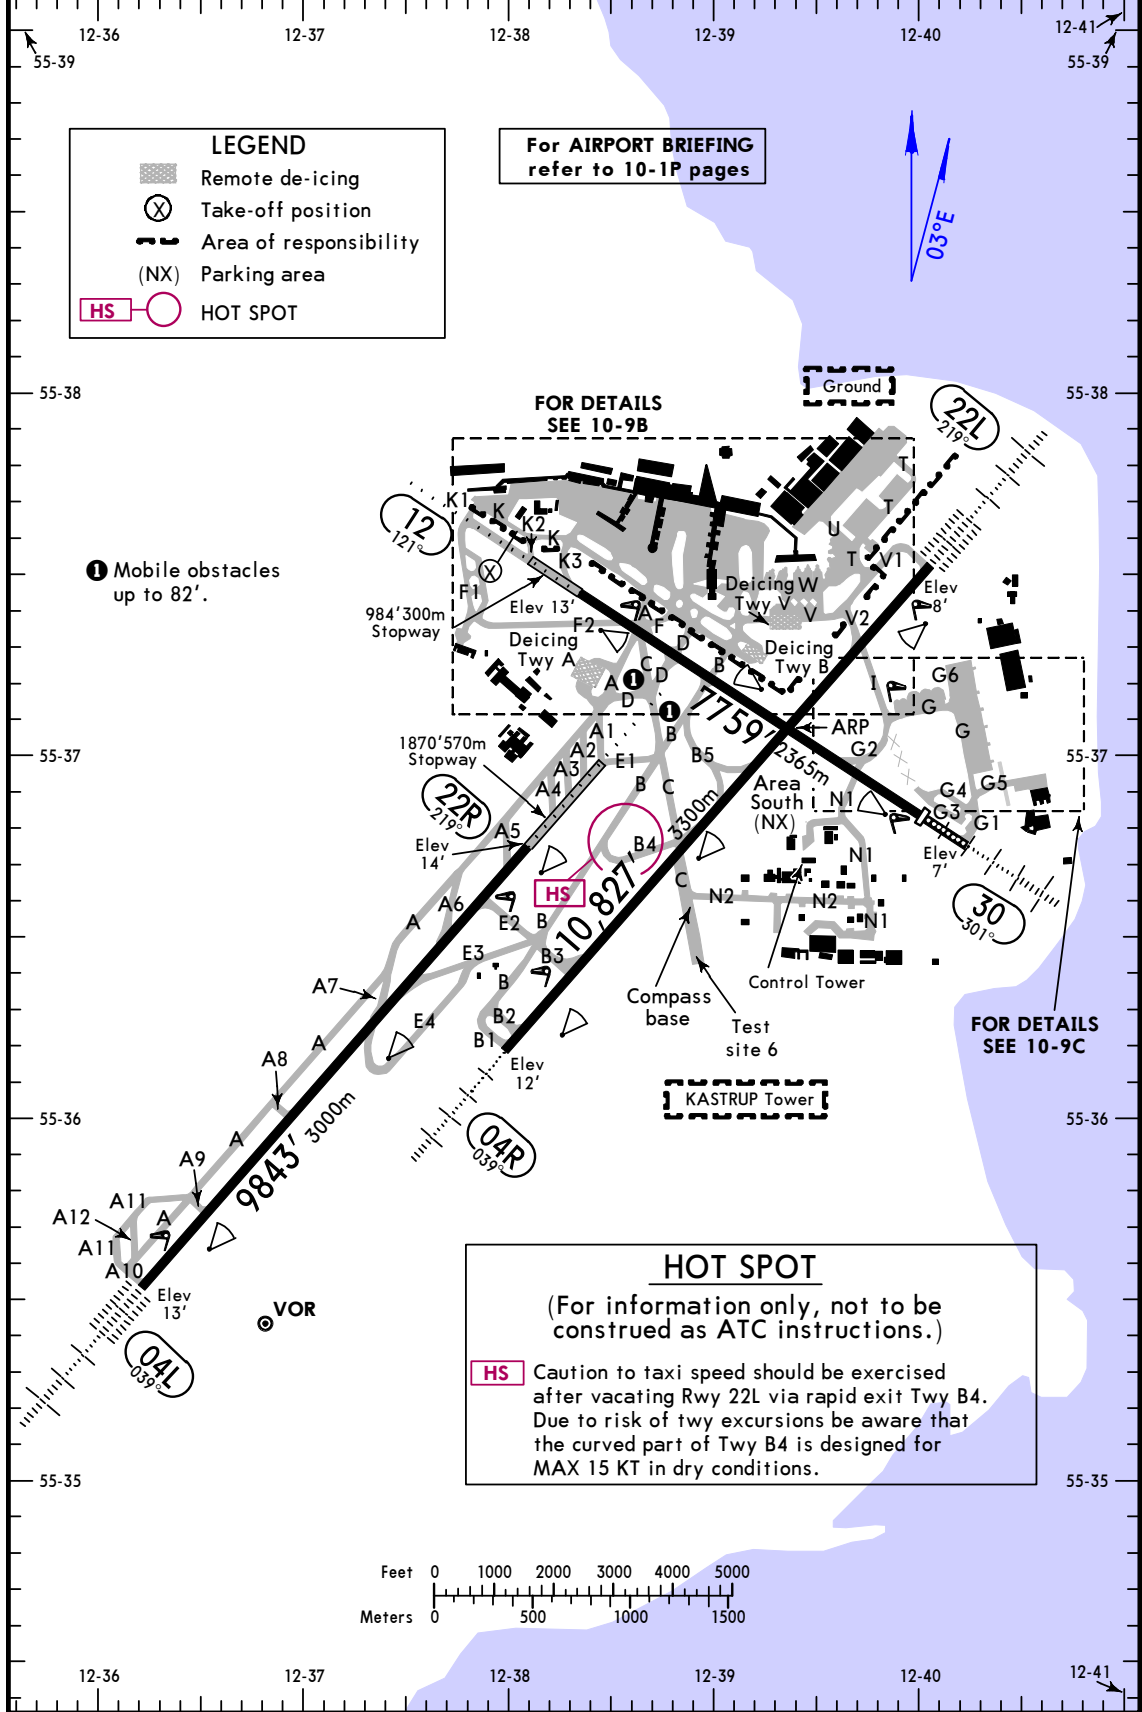 12-36 12-37 12-38 12-39 12-40 12-41
55-39 55-39
LEGEND
Remote de-icing
X Take-off position
Area of responsibility
(NX) Parking area
HS HOT SPOT
For AIRPORT BRIEFING
refer to 10-1P pages
03°E
55-38 55-38
Ground
FOR DETAILS
SEE 10-9B
22L
219°
12
121°
K1
K
K2
K
K3
X
F1
T
T
U
T
V1
1 Mobile obstacles
up to 82'.
984'300m
Stopway
Elev 13'
F2
A
F
D
Deicing W
Twy V
V
V2
Elev
8'
Deicing
Twy A
Deicing
Twy B
C
D
B
A
1
D
1
I
G6
G
G
7759' 2365m
ARP
A1
A2
A3
A4
E1
B
B5
B
C
G2
55-37 55-37
1870'570m
Stopway
22R
219°
Area
South
(NX)
N1
G4
G5
G3
G1
A5
Elev
14'
B4
3300m
Elev
7'
HS
10,827'
C
N1
N2
N2
N1
30
301°
A6
A
E2
B
E3
B3
B
Control Tower
A7
E4
B2
B1
Compass
base
Test
site 6
FOR DETAILS
SEE 10-9C
A
A8
Elev
12'
KASTRUP Tower
55-36 55-36
04R
039°
A
9843' 3000m
A9
A11
A12
A
A11
A10
Elev
13'
VOR
04L
039°
HOT SPOT
(For information only, not to be
construed as ATC instructions.)
HS Caution to taxi speed should be exercised
after vacating Rwy 22L via rapid exit Twy B4.
Due to risk of twy excursions be aware that
the curved part of Twy B4 is designed for
MAX 15 KT in dry conditions.
55-35 55-35
Feet 0 1000 2000 3000 4000 5000
Meters 0 500 1000 1500
12-36 12-37 12-38 12-39 12-40 12-41